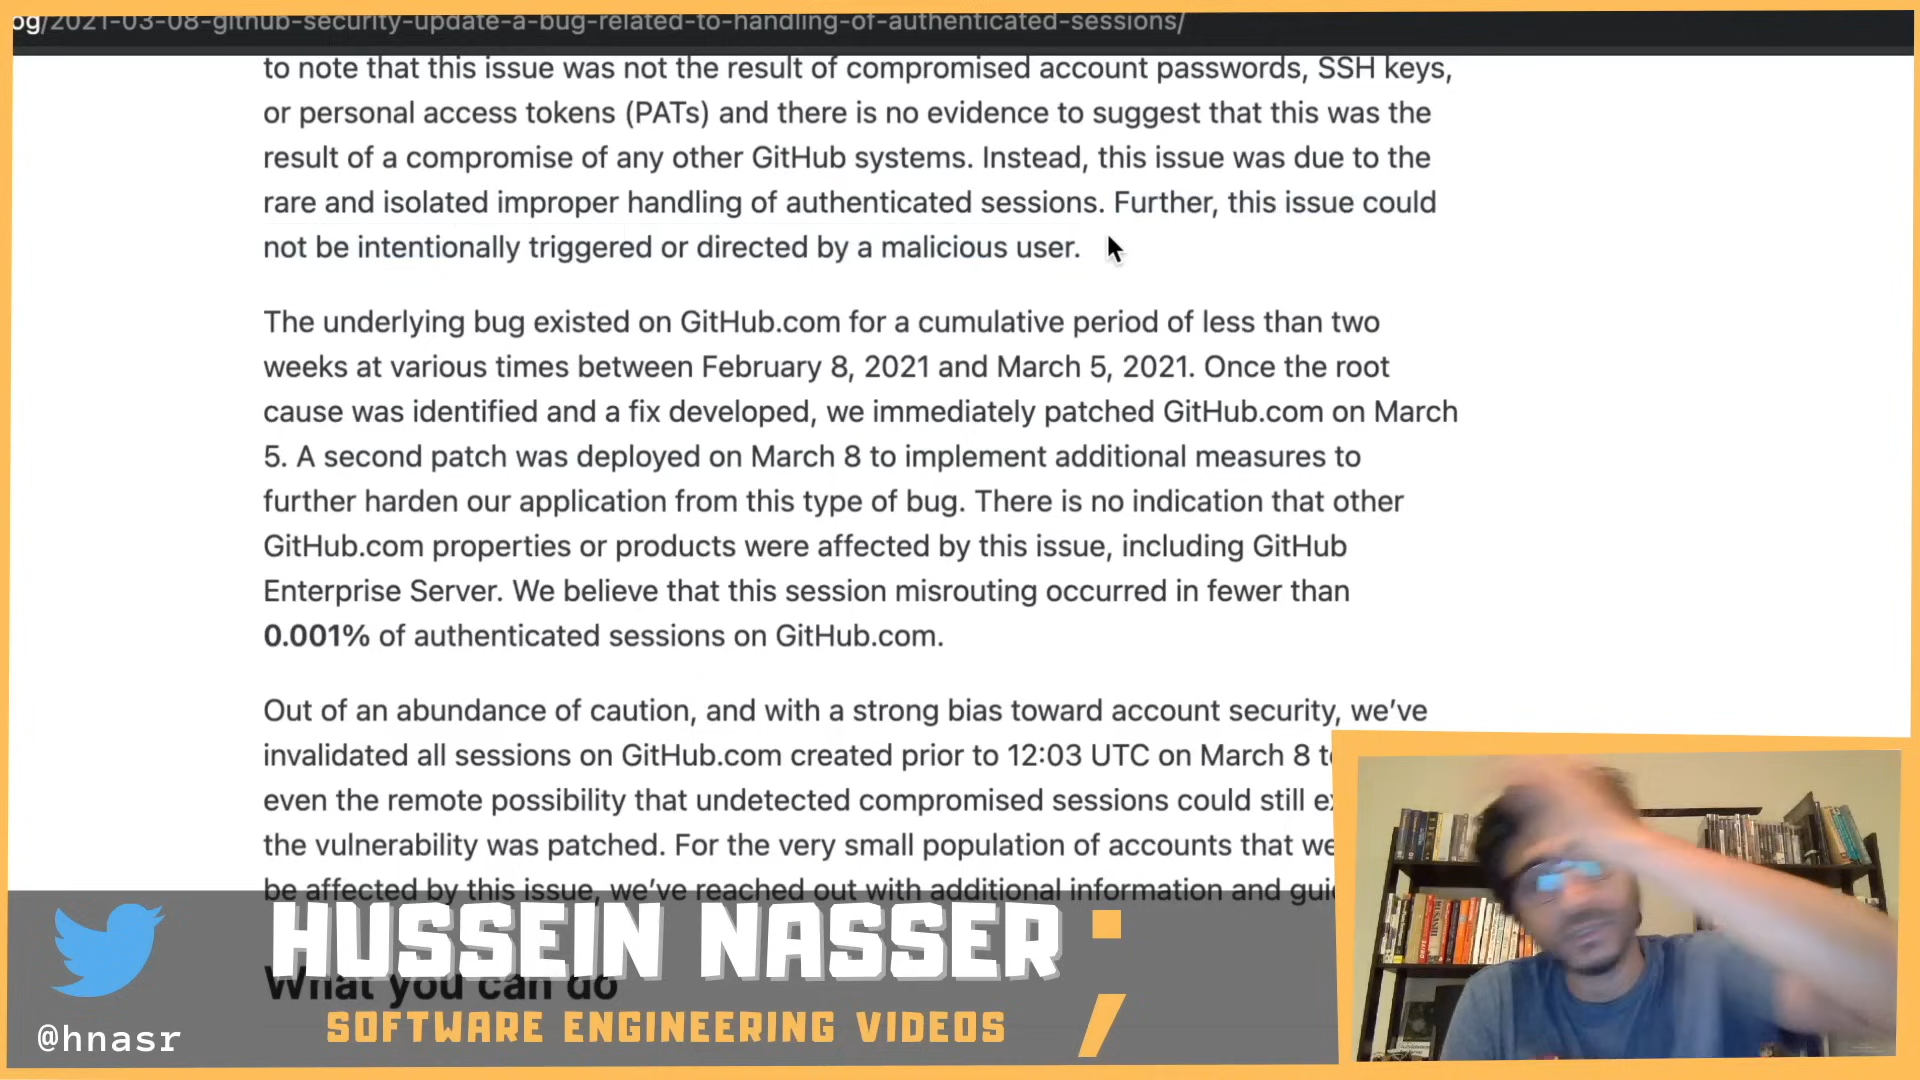 og/2021-03-08-github-security-update-a-bug-related-to-handling-of-authenticated-sessions/
to note that this issue was not the result of compromised account passwords, SSH keys,
or personal access tokens (PATs) and there is no evidence to suggest that this was the
result of a compromise of any other GitHub systems. Instead, this issue was due to the
rare and isolated improper handling of authenticated sessions. Further, this issue could
not be intentionally triggered or directed by a malicious user.
The underlying bug existed on GitHub.com for a cumulative period of less than two
weeks at various times between February 8, 2021 and March 5, 2021. Once the root
cause was identified and a fix developed, we immediately patched GitHub.com on March
5. A second patch was deployed on March 8 to implement additional measures to
further harden our application from this type of bug. There is no indication that other
GitHub.com properties or products were affected by this issue, including GitHub
Enterprise Server. We believe that this session misrouting occurred in fewer than
0.001% of authenticated sessions on GitHub.com.
Out of an abundance of caution, and with a strong bias toward account security, we’ve
invalidated all sessions on GitHub.com created prior to 12:03 UTC on March 8
even the remote possibility that undetected compromised sessions could still
the vulnerability was patched. For the very small population of accounts that
be affected by this issue, we’ve reached out with additional information and
HUSSEIN NASSER ;
What you can do
SOFTWARE ENGINEERING VIDEOS
@hnasr